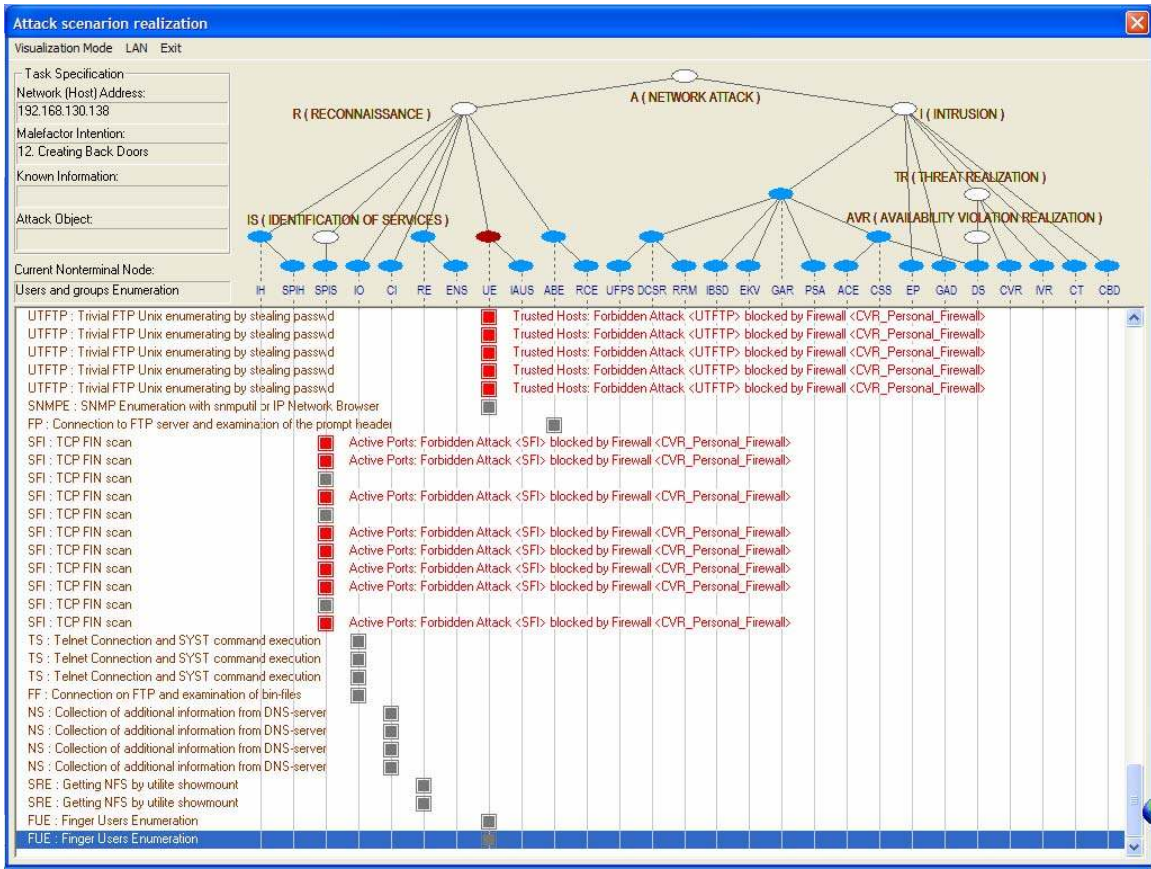 Attack scenarion realization
Visualization Mode LAN Exit
Task Specification
Network (Host) Address:
192.168.130.138
Malefactor Intention:
12. Creating Back Doors
Known Information:
Attack Object:
Current Nonterminal Node:
Users and groups Enumeration
A ( NETWORK ATTACK )
R ( RECONNAISSANCE )
I ( INTRUSION )
TR ( THREAT REALIZATION )
IS ( IDENTIFICATION OF SERVICES )
AVR ( AVAILABILITY VIOLATION REALIZATION )
IH SPIH SPIS IO CI RE ENS UE IAUS ABE RCE UFPS DCSR RRM IBSD EKV GAR PSA ACE CSS EP GAD DS CVR IVR CT CBD
UTFTP : Trivial FTP Unix enumerating by stealing passwd Trusted Hosts: Forbidden Attack <UTFTP> blocked by Firewall <CVR_Personal_Firewall>
UTFTP : Trivial FTP Unix enumerating by stealing passwd Trusted Hosts: Forbidden Attack <UTFTP> blocked by Firewall <CVR_Personal_Firewall>
UTFTP : Trivial FTP Unix enumerating by stealing passwd Trusted Hosts: Forbidden Attack <UTFTP> blocked by Firewall <CVR_Personal_Firewall>
UTFTP : Trivial FTP Unix enumerating by stealing passwd Trusted Hosts: Forbidden Attack <UTFTP> blocked by Firewall <CVR_Personal_Firewall>
UTFTP : Trivial FTP Unix enumerating by stealing passwd Trusted Hosts: Forbidden Attack <UTFTP> blocked by Firewall <CVR_Personal_Firewall>
SNMPE : SNMP Enumeration with snmputil or IP Network Browser
FP : Connection to FTP server and examination of the prompt header
SFI : TCP FIN scan Active Ports: Forbidden Attack <SFI> blocked by Firewall <CVR_Personal_Firewall>
SFI : TCP FIN scan Active Ports: Forbidden Attack <SFI> blocked by Firewall <CVR_Personal_Firewall>
SFI : TCP FIN scan
SFI : TCP FIN scan Active Ports: Forbidden Attack <SFI> blocked by Firewall <CVR_Personal_Firewall>
SFI : TCP FIN scan
SFI : TCP FIN scan Active Ports: Forbidden Attack <SFI> blocked by Firewall <CVR_Personal_Firewall>
SFI : TCP FIN scan Active Ports: Forbidden Attack <SFI> blocked by Firewall <CVR_Personal_Firewall>
SFI : TCP FIN scan Active Ports: Forbidden Attack <SFI> blocked by Firewall <CVR_Personal_Firewall>
SFI : TCP FIN scan Active Ports: Forbidden Attack <SFI> blocked by Firewall <CVR_Personal_Firewall>
SFI : TCP FIN scan
SFI : TCP FIN scan Active Ports: Forbidden Attack <SFI> blocked by Firewall <CVR_Personal_Firewall>
TS : Telnet Connection and SYST command execution
TS : Telnet Connection and SYST command execution
TS : Telnet Connection and SYST command execution
FF : Connection on FTP and examination of bin-files
NS : Collection of additional information from DNS-server
NS : Collection of additional information from DNS-server
NS : Collection of additional information from DNS-server
NS : Collection of additional information from DNS-server
SRE : Getting NFS by utilite showmount
SRE : Getting NFS by utilite showmount
FUE : Finger Users Enumeration
FUE : Finger Users Enumeration